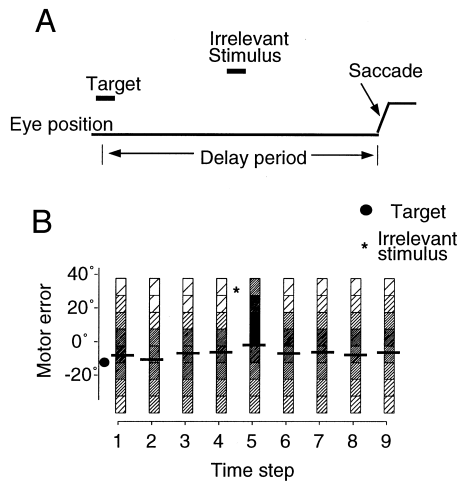 A
Irrelevant
Stimulus
Target
Saccade
Eye position
Delay period
B
Target
* Irrelevant
stimulus
Motor error
40°
20°
0°
-20°
*
1 2 3 4 5 6 7 8 9
Time step